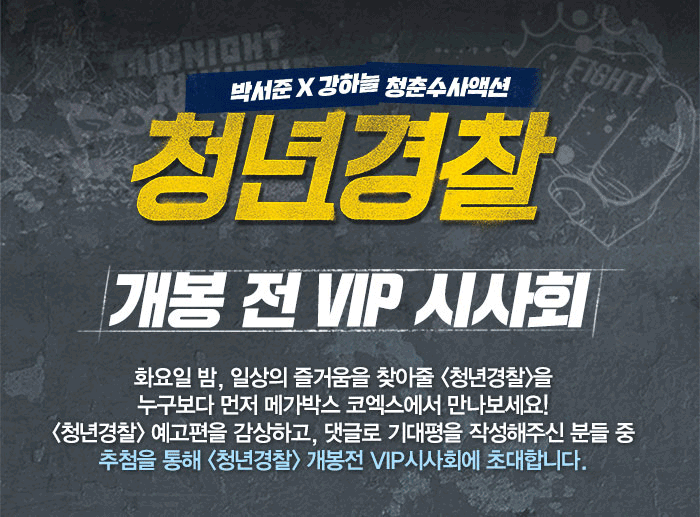 MIDNIGHT
FIGHT!
박서준 X 강하늘 청춘수사액션
청년경찰
개봉 전 VIP 시사회
화요일 밤, 일상의 즐거움을 찾아줄 <청년경찰>을
누구보다 먼저 메가박스 코엑스에서 만나보세요!
<청년경찰> 예고편을 감상하고, 댓글로 기대평을 작성해주신 분들 중
추첨을 통해 <청년경찰> 개봉전 VIP시사회에 초대합니다.